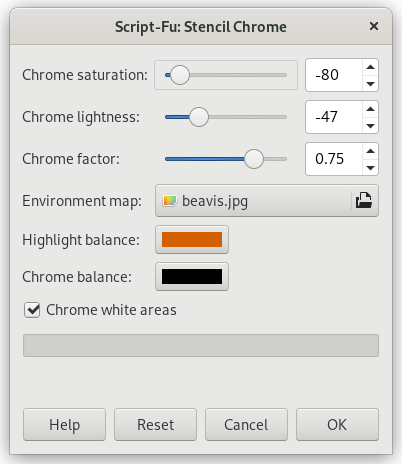 Script-Fu: Stencil Chrome
Chrome saturation: -80
Chrome lightness: -47
Chrome factor: 0.75
Environment map: beavis.jpg
Highlight balance:
Chrome balance:
Chrome white areas
Help Reset Cancel OK